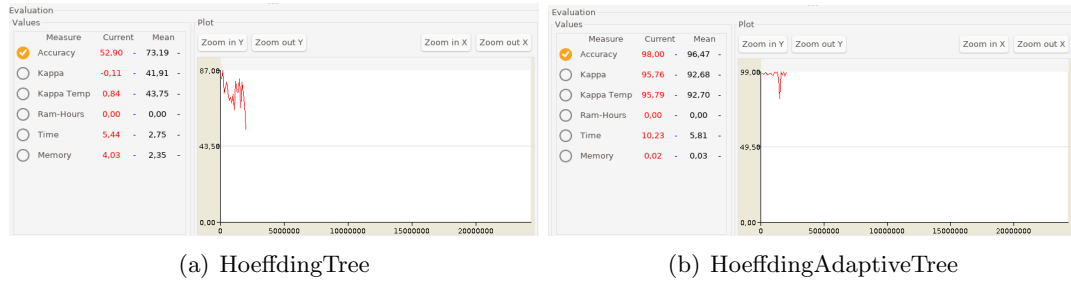 Evaluation
Values
Measure Current Mean
Accuracy 52,90 - 73,19 -
Kappa -0,11 - 41,91 -
Kappa Temp 0,84 - 43,75 -
Ram-Hours 0,00 - 0,00 -
Time 5,44 - 2,75 -
Memory 4,03 - 2,35 -
Plot
Zoom in Y Zoom out Y Zoom in X Zoom out X
87,00
43,50
0,00
0 5000000 10000000 15000000 20000000
(a) HoeffdingTree
Evaluation
Values
Measure Current Mean
Accuracy 98,00 - 96,47 -
Kappa 95,76 - 92,68 -
Kappa Temp 95,79 - 92,70 -
Ram-Hours 0,00 - 0,00 -
Time 10,23 - 5,81 -
Memory 0,02 - 0,03 -
Plot
Zoom in Y Zoom out Y Zoom in X Zoom out X
99,00
49,50
0,00
0 5000000 10000000 15000000 20000000
(b) HoeffdingAdaptiveTree